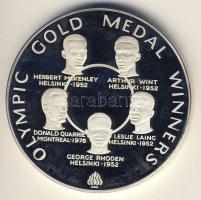 OLYMPIC GOLD MEDAL WINNERS
HERBERT McKENLEY
HELSINKI - 1952
ARTHUR WINT
HELSINKI - 1952
DONALD QUARRIE
MONTREAL - 1976
LESLIE LAING
HELSINKI - 1952
GEORGE RHODEN
HELSINKI - 1952